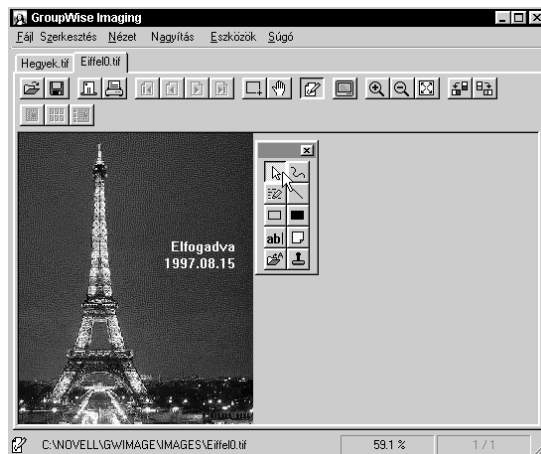 GroupWise Imaging
Fájl Szerkesztés Nézet Nagyítás Eszközök Súgó
Hegyek.tif Eiffel0.tif
Elfogadva
1997.08.15
ab|
C:\NOVELL\GWIMAGE\IMAGES\Eiffel0.tif 59.1 % 1 / 1